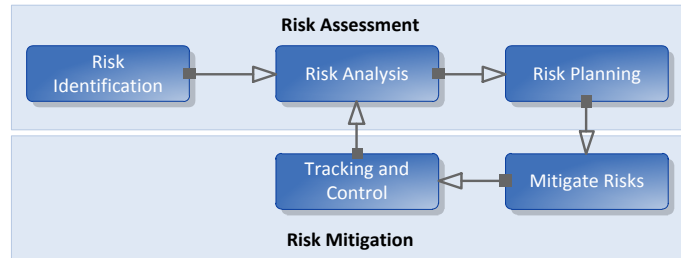 Risk Assessment
Risk
Identification
Risk Analysis
Risk Planning
Tracking and
Control
Mitigate Risks
Risk Mitigation